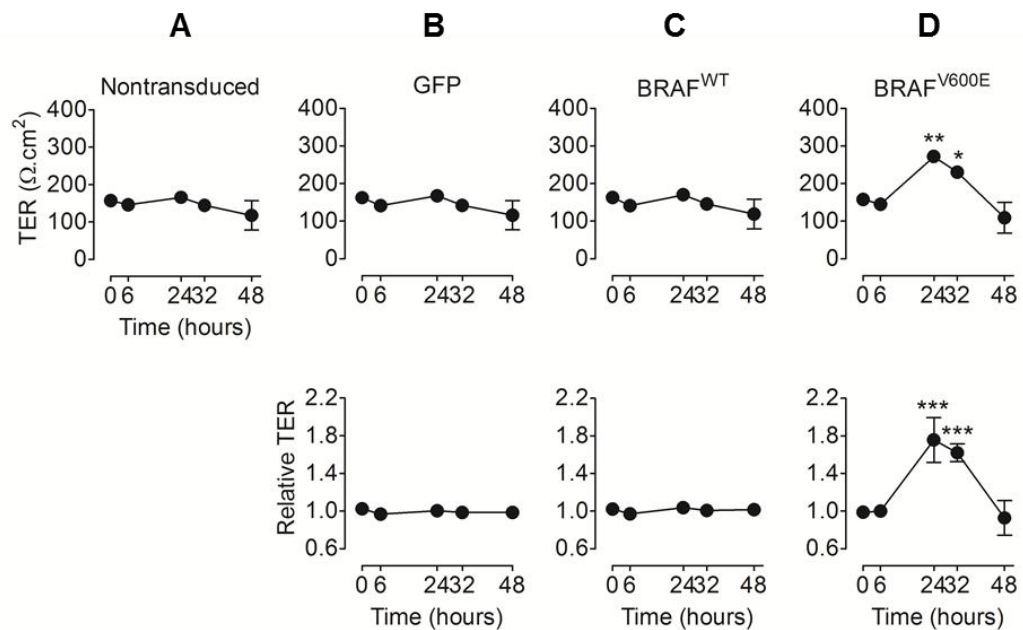 A B C D
Nontransduced GFP BRAF^WT BRAF^V600E
TER (Ω.cm²)
400 400 400 400
** *
300 300 300 300
200 200 200 200
100 100 100 100
0 0 0 0
0 6 24 32 48 0 6 24 32 48 0 6 24 32 48 0 6 24 32 48
Time (hours)
Relative TER
2.2 2.2 2.2
*** ***
1.8 1.8 1.8
1.4 1.4 1.4
1.0 1.0 1.0
0.6 0.6 0.6
0 6 24 32 48 0 6 24 32 48 0 6 24 32 48
Time (hours) Time (hours) Time (hours)